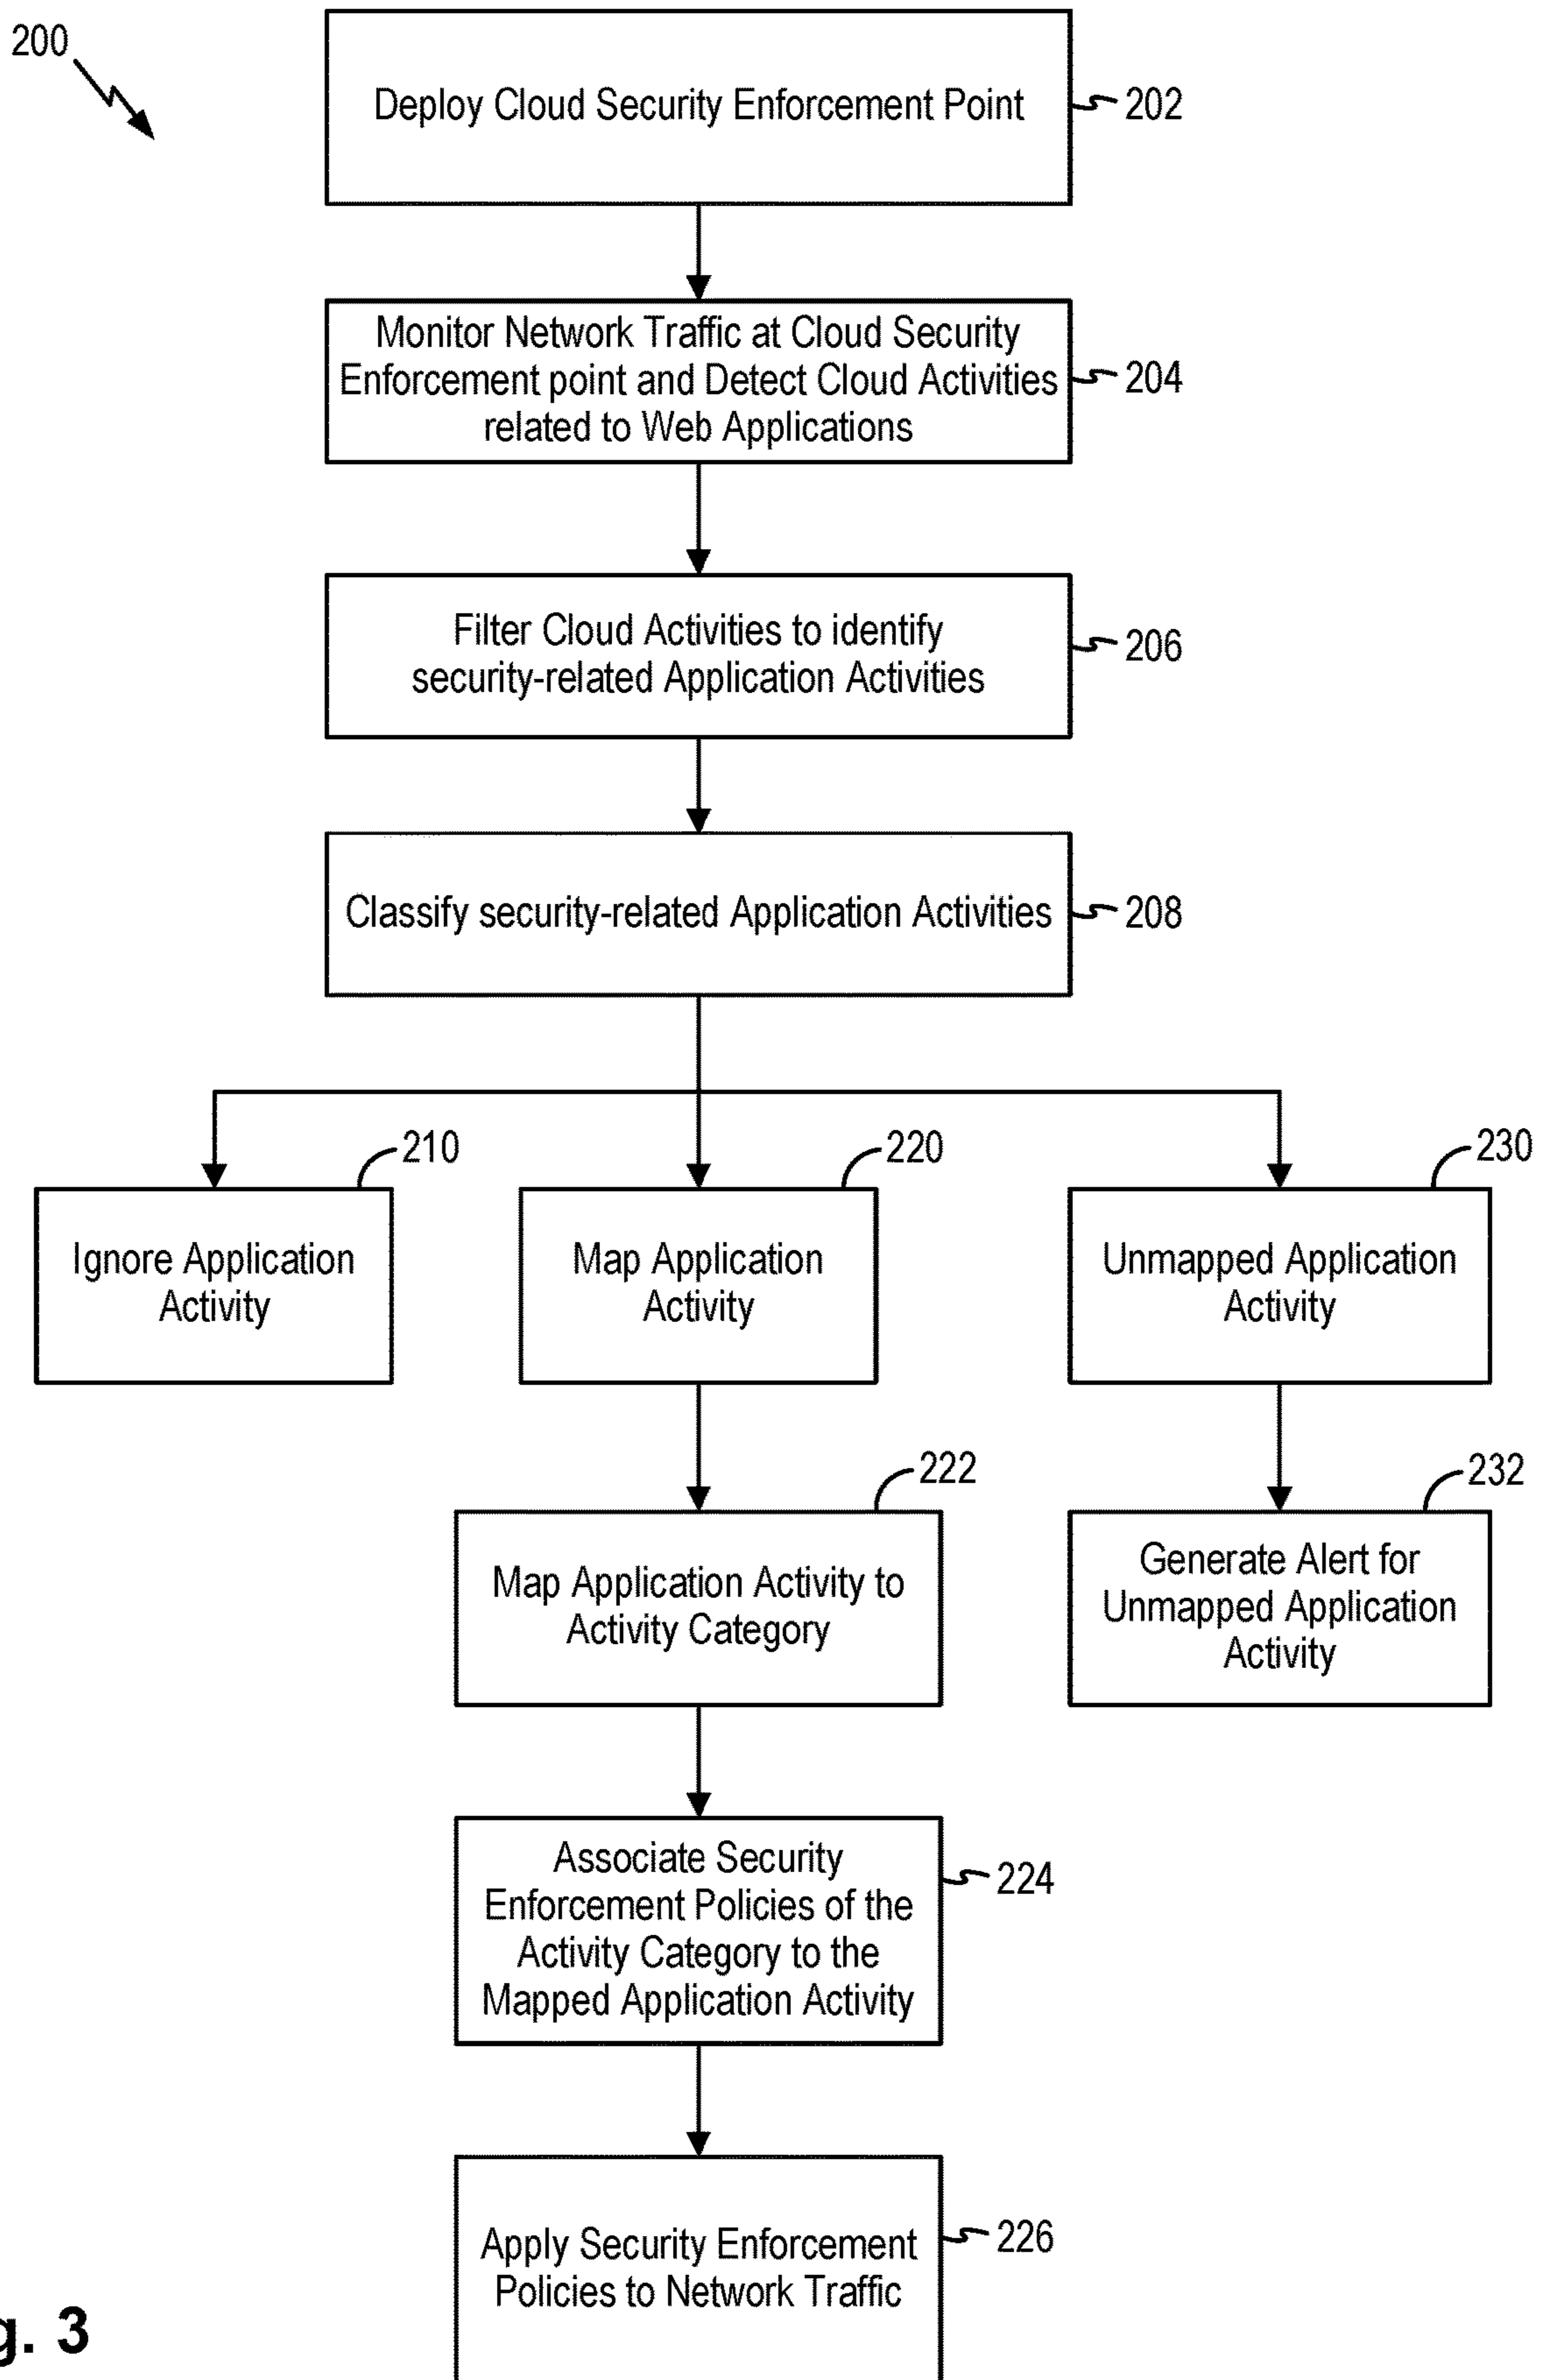 200
Deploy Cloud Security Enforcement Point
202
Monitor Network Traffic at Cloud Security
Enforcement point and Detect Cloud Activities
related to Web Applications
204
Filter Cloud Activities to identify
security-related Application Activities
206
Classify security-related Application Activities
208
210
220
230
Ignore Application
Activity
Map Application
Activity
Unmapped Application
Activity
222
232
Map Application Activity to
Activity Category
Generate Alert for
Unmapped Application
Activity
Associate Security
Enforcement Policies of the
Activity Category to the
Mapped Application Activity
224
Apply Security Enforcement
Policies to Network Traffic
226
g. 3